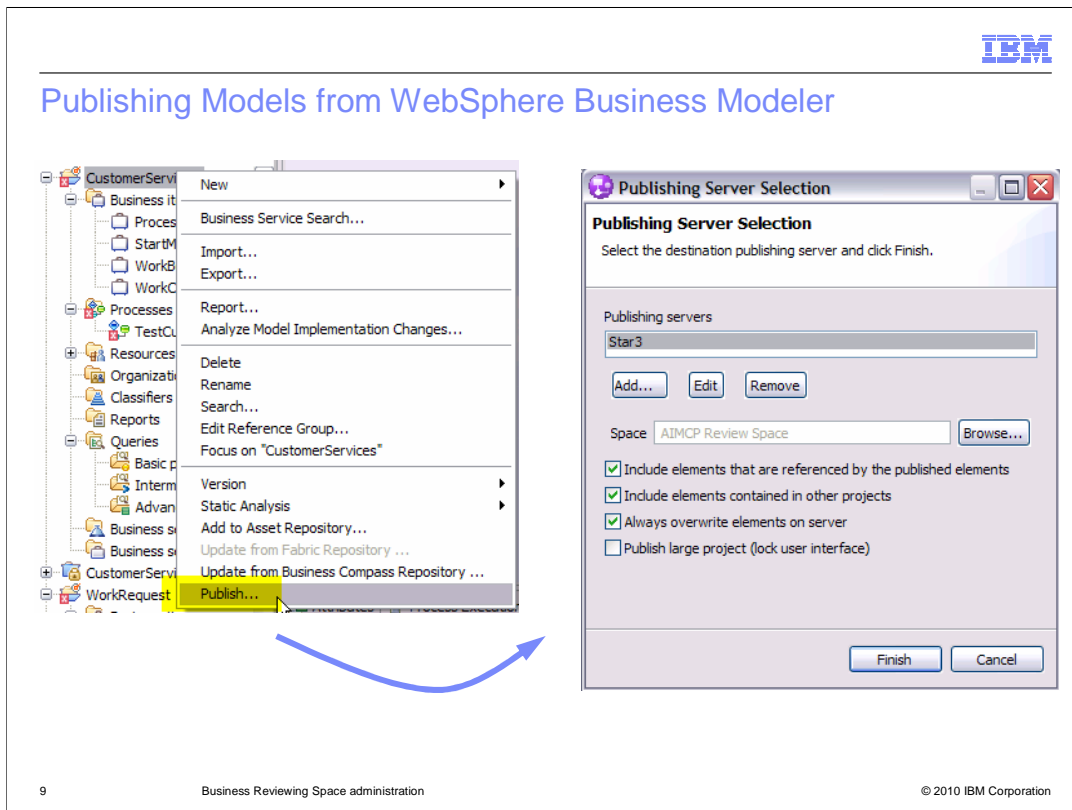 IBM
Publishing Models from WebSphere Business Modeler
CustomerServi
Business it
Proces
StartM
WorkB
WorkC
Processes
TestCu
Resources
Organizati
Classifiers
Reports
Queries
Basic p
Interm
Advan
Business s
Business s
CustomerServi
WorkRequest
New
Business Service Search...
Import...
Export...
Report...
Analyze Model Implementation Changes...
Delete
Rename
Search...
Edit Reference Group...
Focus on "CustomerServices"
Version
Static Analysis
Add to Asset Repository...
Update from Fabric Repository ...
Update from Business Compass Repository ...
Publish...
Publishing Server Selection
Publishing Server Selection
Select the destination publishing server and click Finish.
Publishing servers
Star3
Add... Edit Remove
Space AIMCP Review Space Browse...
Include elements that are referenced by the published elements
Include elements contained in other projects
Always overwrite elements on server
Publish large project (lock user interface)
Finish Cancel
9 Business Reviewing Space administration © 2010 IBM Corporation